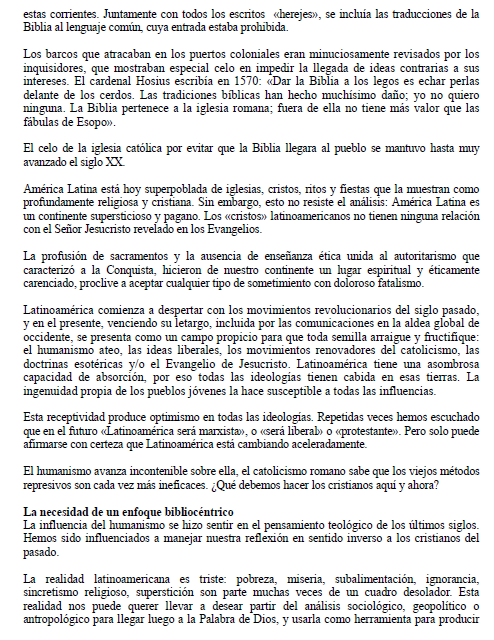 estas corrientes. Juntamente con todos los escritos «herejes», se incluía las traducciones de la
Biblia al lenguaje común, cuya entrada estaba prohibida.
Los barcos que atracaban en los puertos coloniales eran minuciosamente revisados por los
inquisidores, que mostraban especial celo en impedir la llegada de ideas contrarias a sus
intereses. El cardenal Hosius escribía en 1570: «Dar la Biblia a los legos es echar perlas
delante de los cerdos. Las tradiciones bíblicas han hecho muchísimo daño; yo no quiero
ninguna. La Biblia pertenece a la iglesia romana; fuera de ella no tiene más valor que las
fábulas de Esopo».
El celo de la iglesia católica por evitar que la Biblia llegara al pueblo se mantuvo hasta muy
avanzado el siglo XX.
América Latina está hoy superpoblada de iglesias, cristos, ritos y fiestas que la muestran como
profundamente religiosa y cristiana. Sin embargo, esto no resiste el análisis: América Latina es
un continente supersticioso y pagano. Los «cristos» latinoamericanos no tienen ninguna relación
con el Señor Jesucristo revelado en los Evangelios.
La profusión de sacramentos y la ausencia de enseñanza ética unida al autoritarismo que
caracterizó a la Conquista, hicieron de nuestro continente un lugar espiritual y éticamente
carenciado, proclive a aceptar cualquier tipo de sometimiento con doloroso fatalismo.
Latinoamérica comienza a despertar con los movimientos revolucionarios del siglo pasado,
y en el presente, venciendo su letargo, incluida por las comunicaciones en la aldea global de
occidente, se presenta como un campo propicio para que toda semilla arraigue y fructifique:
el humanismo ateo, las ideas liberales, los movimientos renovadores del catolicismo, las
doctrinas esotéricas y/o el Evangelio de Jesucristo. Latinoamérica tiene una asombrosa
capacidad de absorción, por eso todas las ideologías tienen cabida en esas tierras. La
ingenuidad propia de los pueblos jóvenes la hace susceptible a todas las influencias.
Esta receptividad produce optimismo en todas las ideologías. Repetidas veces hemos escuchado
que en el futuro «Latinoamérica será marxista», o «será liberal» o «protestante». Pero solo puede
afirmarse con certeza que Latinoamérica está cambiando aceleradamente.
El humanismo avanza incontenible sobre ella, el catolicismo romano sabe que los viejos métodos
represivos son cada vez más ineficaces. ¿Qué debemos hacer los cristianos aquí y ahora?
La necesidad de un enfoque bibliocéntrico
La influencia del humanismo se hizo sentir en el pensamiento teológico de los últimos siglos.
Hemos sido influenciados a manejar nuestra reflexión en sentido inverso a los cristianos del
pasado.
La realidad latinoamericana es triste: pobreza, miseria, subalimentación, ignorancia,
sincretismo religioso, superstición son parte muchas veces de un cuadro desolador. Esta
realidad nos puede querer llevar a desear partir del análisis sociológico, geopolítico o
antropológico para llegar luego a la Palabra de Dios, y usarla como herramienta para producir